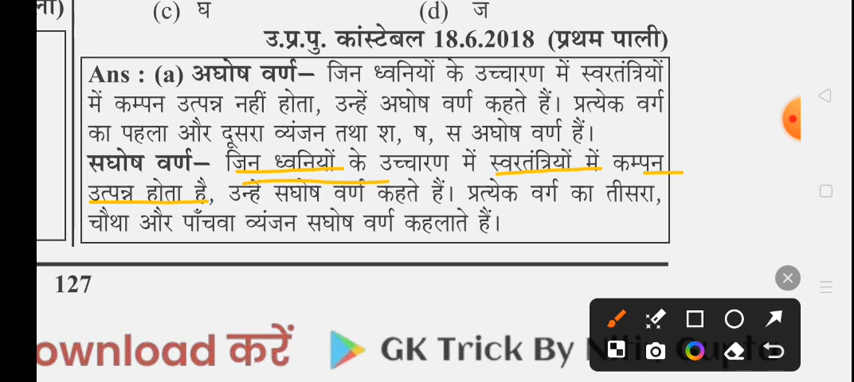 (c) घ (d) ज
उ.प्र.पु. कांस्टेबल 18.6.2018 (प्रथम पाली)
Ans : (a) अघोष वर्ण– जिन ध्वनियों के उच्चारण में स्वरतंत्रियों
में कम्पन उत्पन्न नहीं होता, उन्हें अघोष वर्ण कहते हैं। प्रत्येक वर्ग
का पहला और दूसरा व्यंजन तथा श, ष, स अघोष वर्ण हैं।
सघोष वर्ण– जिन ध्वनियों के उच्चारण में स्वरतंत्रियों में कम्पन
उत्पन्न होता है, उन्हें सघोष वर्ण कहते हैं। प्रत्येक वर्ग का तीसरा,
चौथा और पाँचवा व्यंजन सघोष वर्ण कहलाते हैं।
127
ownload करें GK Trick By